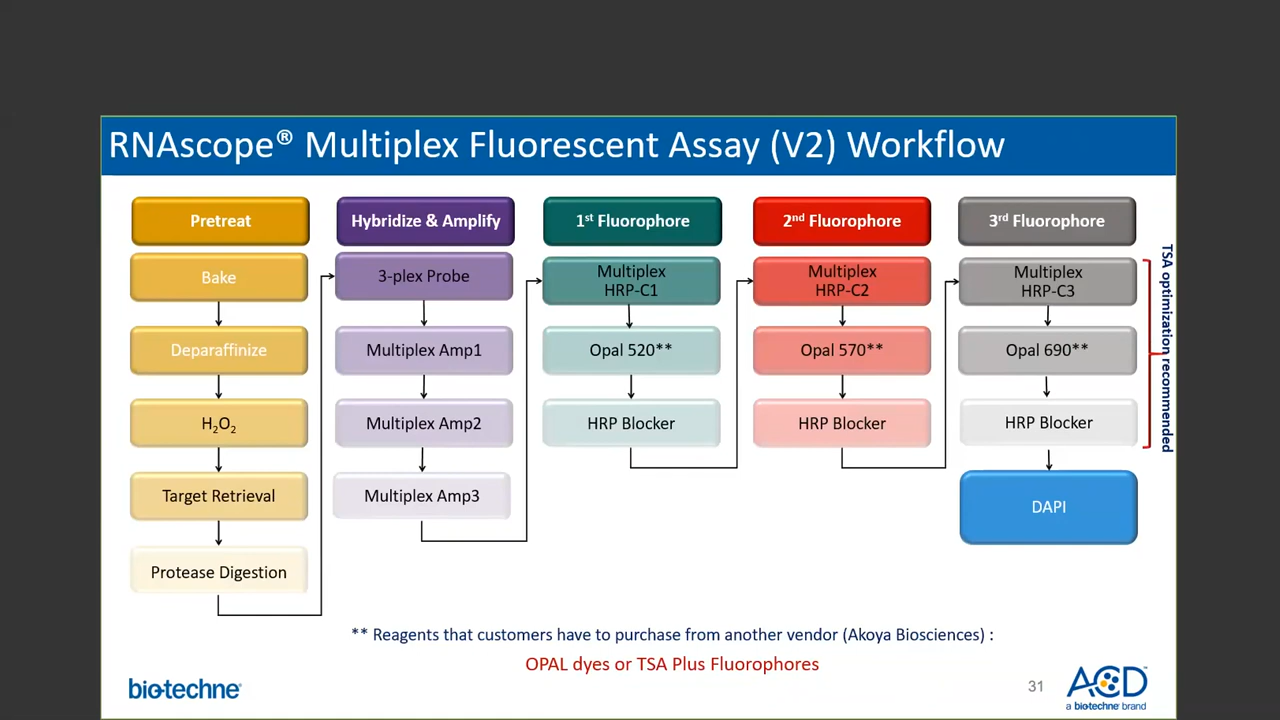 RNAscope® Multiplex Fluorescent Assay (V2) Workflow
Pretreat
Bake
Deparaffinize
H₂O₂
Target Retrieval
Protease Digestion
Hybridize & Amplify
3-plex Probe
Multiplex Amp1
Multiplex Amp2
Multiplex Amp3
1st Fluorophore
Multiplex
HRP-C1
Opal 520**
HRP Blocker
2nd Fluorophore
Multiplex
HRP-C2
Opal 570**
HRP Blocker
3rd Fluorophore
Multiplex
HRP-C3
Opal 690**
HRP Blocker
DAPI
TSA optimization recommended
** Reagents that customers have to purchase from another vendor (Akoya Biosciences) :
OPAL dyes or TSA Plus Fluorophores
bio-techne®
31
ACD™
a bio-techne brand